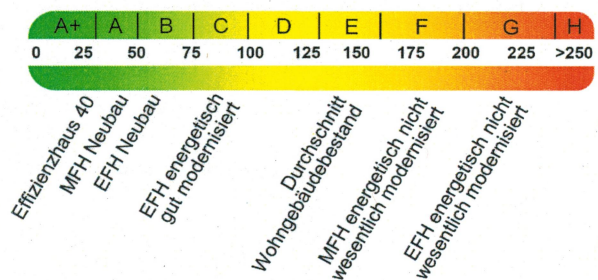 A+ A B C D E F G H
0 25 50 75 100 125 150 175 200 225 >250
Effizienzhaus 40
MFH Neubau
EFH Neubau
EFH energetisch
gut modernisiert
Durchschnitt
Wohngebäudebestand
MFH energetisch nicht
wesentlich modernisiert
EFH energetisch nicht
wesentlich modernisiert